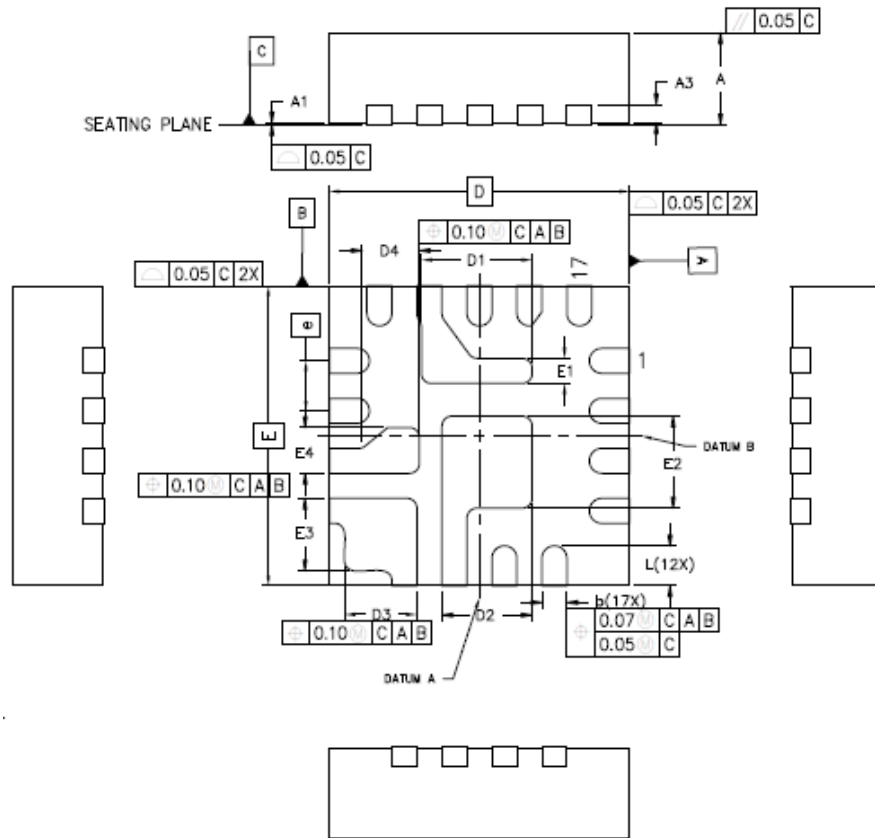 // 0.05 C
C
A
A3
A1
SEATING PLANE
0.05 C
D
0.05 C 2X
B
0.10 Ⓜ C A B
D4
D1
17
A
0.05 C 2X
e
E1
1
E
DATUM B
E4
E2
0.10 Ⓜ C A B
E3
L(12X)
b(17X)
D3
D2
0.07 Ⓜ C A B
0.10 Ⓜ C A B
0.05 Ⓜ C
DATUM A